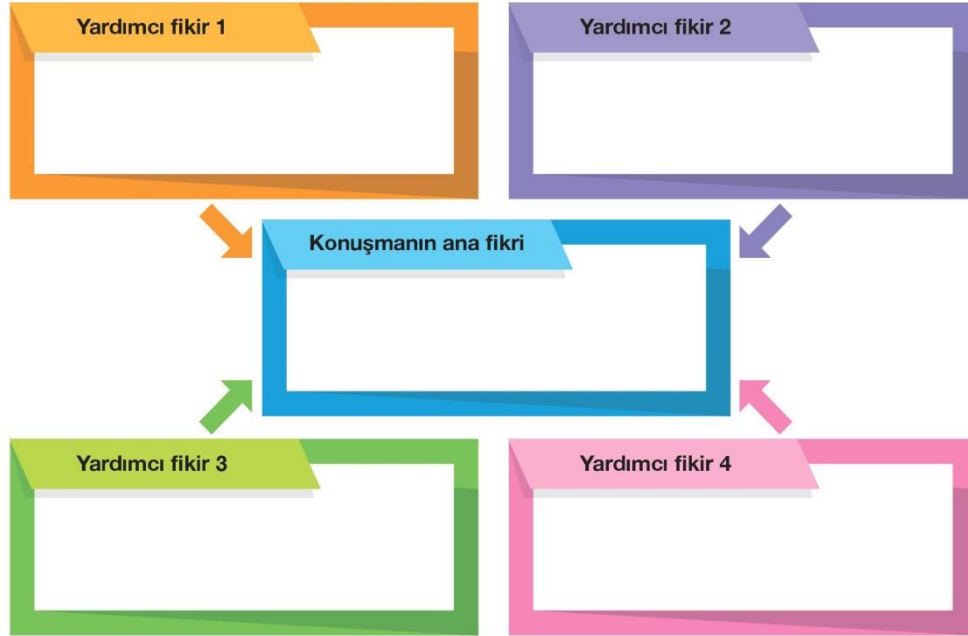 Yardımcı fikir 1
Yardımcı fikir 2
Konuşmanın ana fikri
Yardımcı fikir 3
Yardımcı fikir 4